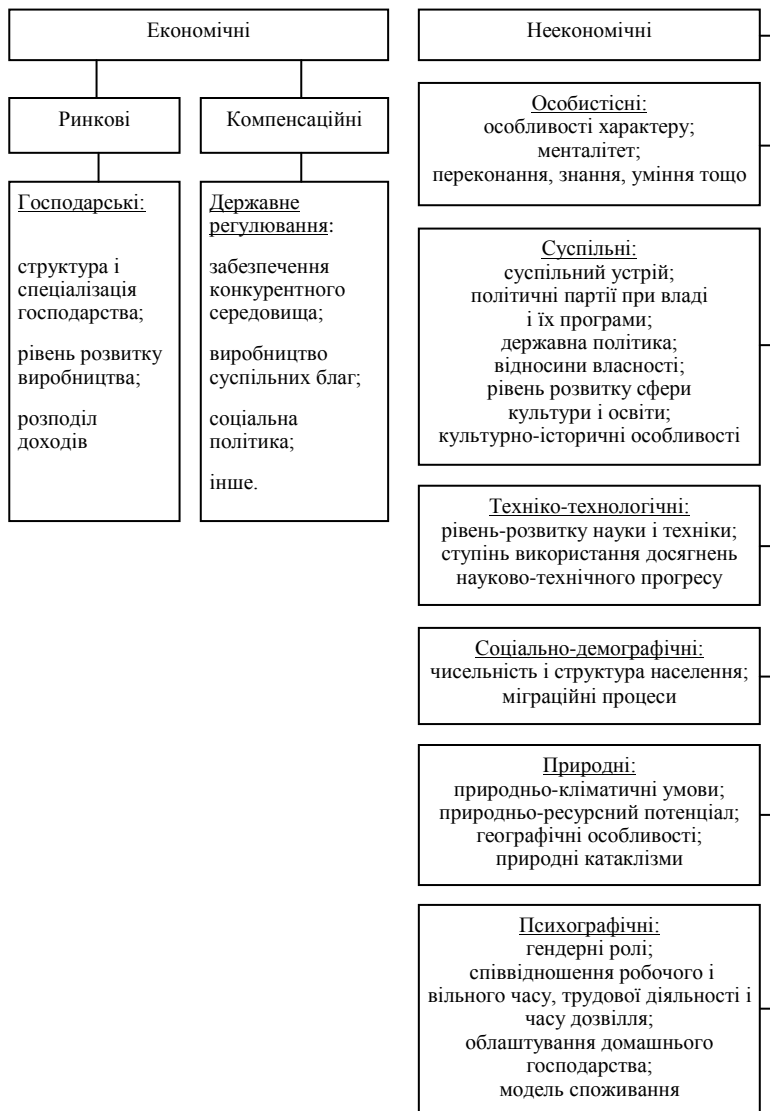 Економічні
Ринкові
Компенсаційні
Господарські:
структура і
спеціалізація
господарства;
рівень розвитку
виробництва;
розподіл
доходів
Державне
регулювання:
забезпечення
конкурентного
середовища;
виробництво
суспільних благ;
соціальна
політика;
інше.
Неекономічні
Особистісні:
особливості характеру;
менталітет;
переконання, знання, уміння тощо
Суспільні:
суспільний устрій;
політичні партії при владі
і їх програми;
державна політика;
відносини власності;
рівень розвитку сфери
культури і освіти;
культурно-історичні особливості
Техніко-технологічні:
рівень-розвитку науки і техніки;
ступінь використання досягнень
науково-технічного прогресу
Соціально-демографічні:
чисельність і структура населення;
міграційні процеси
Природні:
природньо-кліматичні умови;
природньо-ресурсний потенціал;
географічні особливості;
природні катаклізми
Психографічні:
гендерні ролі;
співвідношення робочого і
вільного часу, трудової діяльності і
часу дозвілля;
облаштування домашнього
господарства;
модель споживання